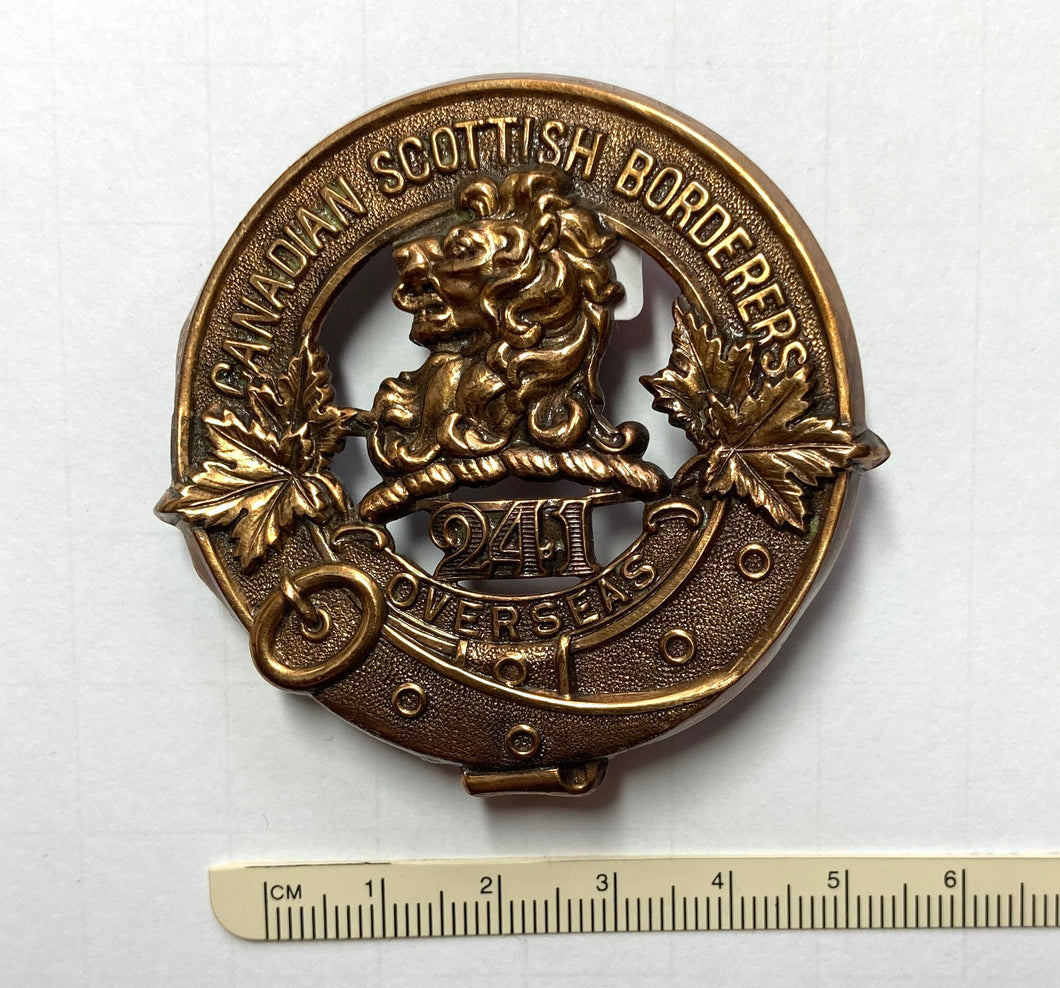 CANADIAN SCOTTISH BORDERERS
241
OVERSEAS
CM 1 2 3 4 5 6